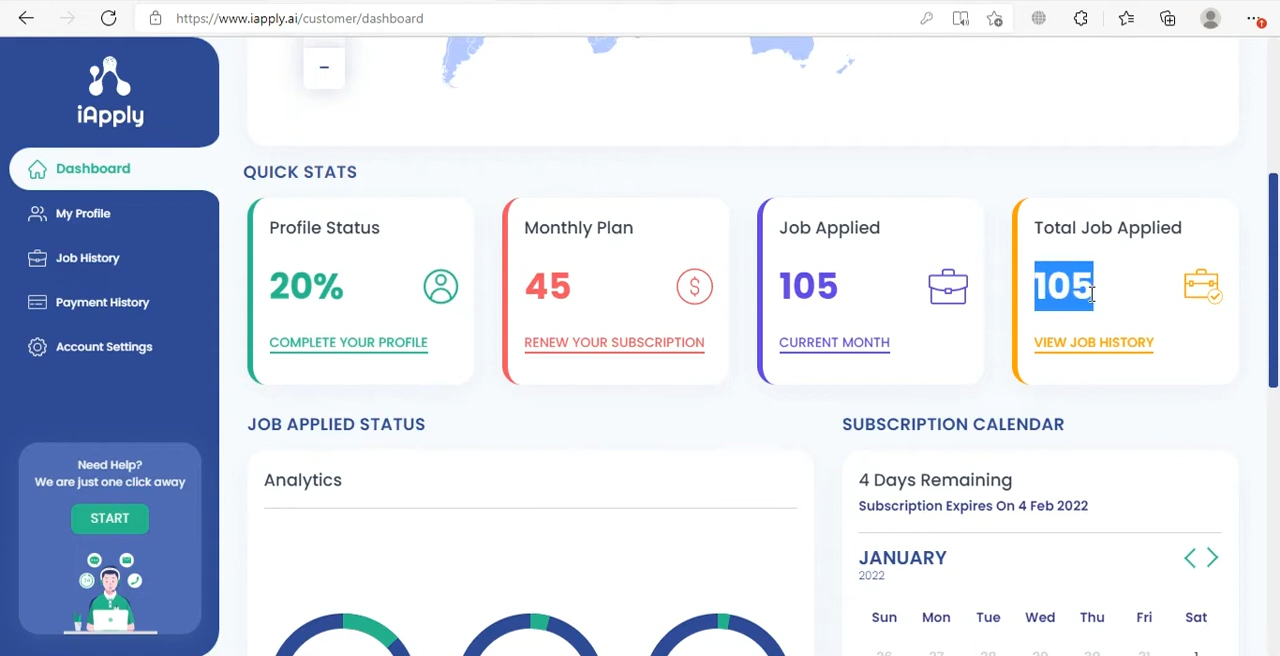 https://www.iapply.ai/customer/dashboard
iApply
Dashboard
My Profile
Job History
Payment History
Account Settings
Need Help?
We are just one click away
START
QUICK STATS
Profile Status
20%
COMPLETE YOUR PROFILE
Monthly Plan
45
RENEW YOUR SUBSCRIPTION
Job Applied
105
CURRENT MONTH
Total Job Applied
105
VIEW JOB HISTORY
JOB APPLIED STATUS
Analytics
SUBSCRIPTION CALENDAR
4 Days Remaining
Subscription Expires On 4 Feb 2022
JANUARY
2022
Sun Mon Tue Wed Thu Fri Sat